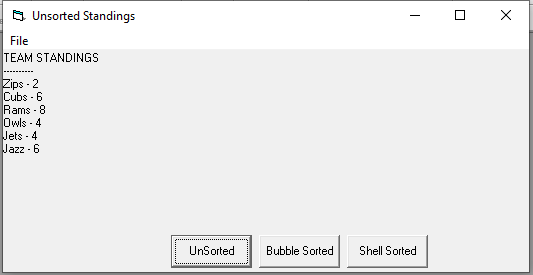 Unsorted Standings
File
TEAM STANDINGS
----------
Zips - 2
Cubs - 6
Rams - 8
Owls - 4
Jets - 4
Jazz - 6
UnSorted Bubble Sorted Shell Sorted